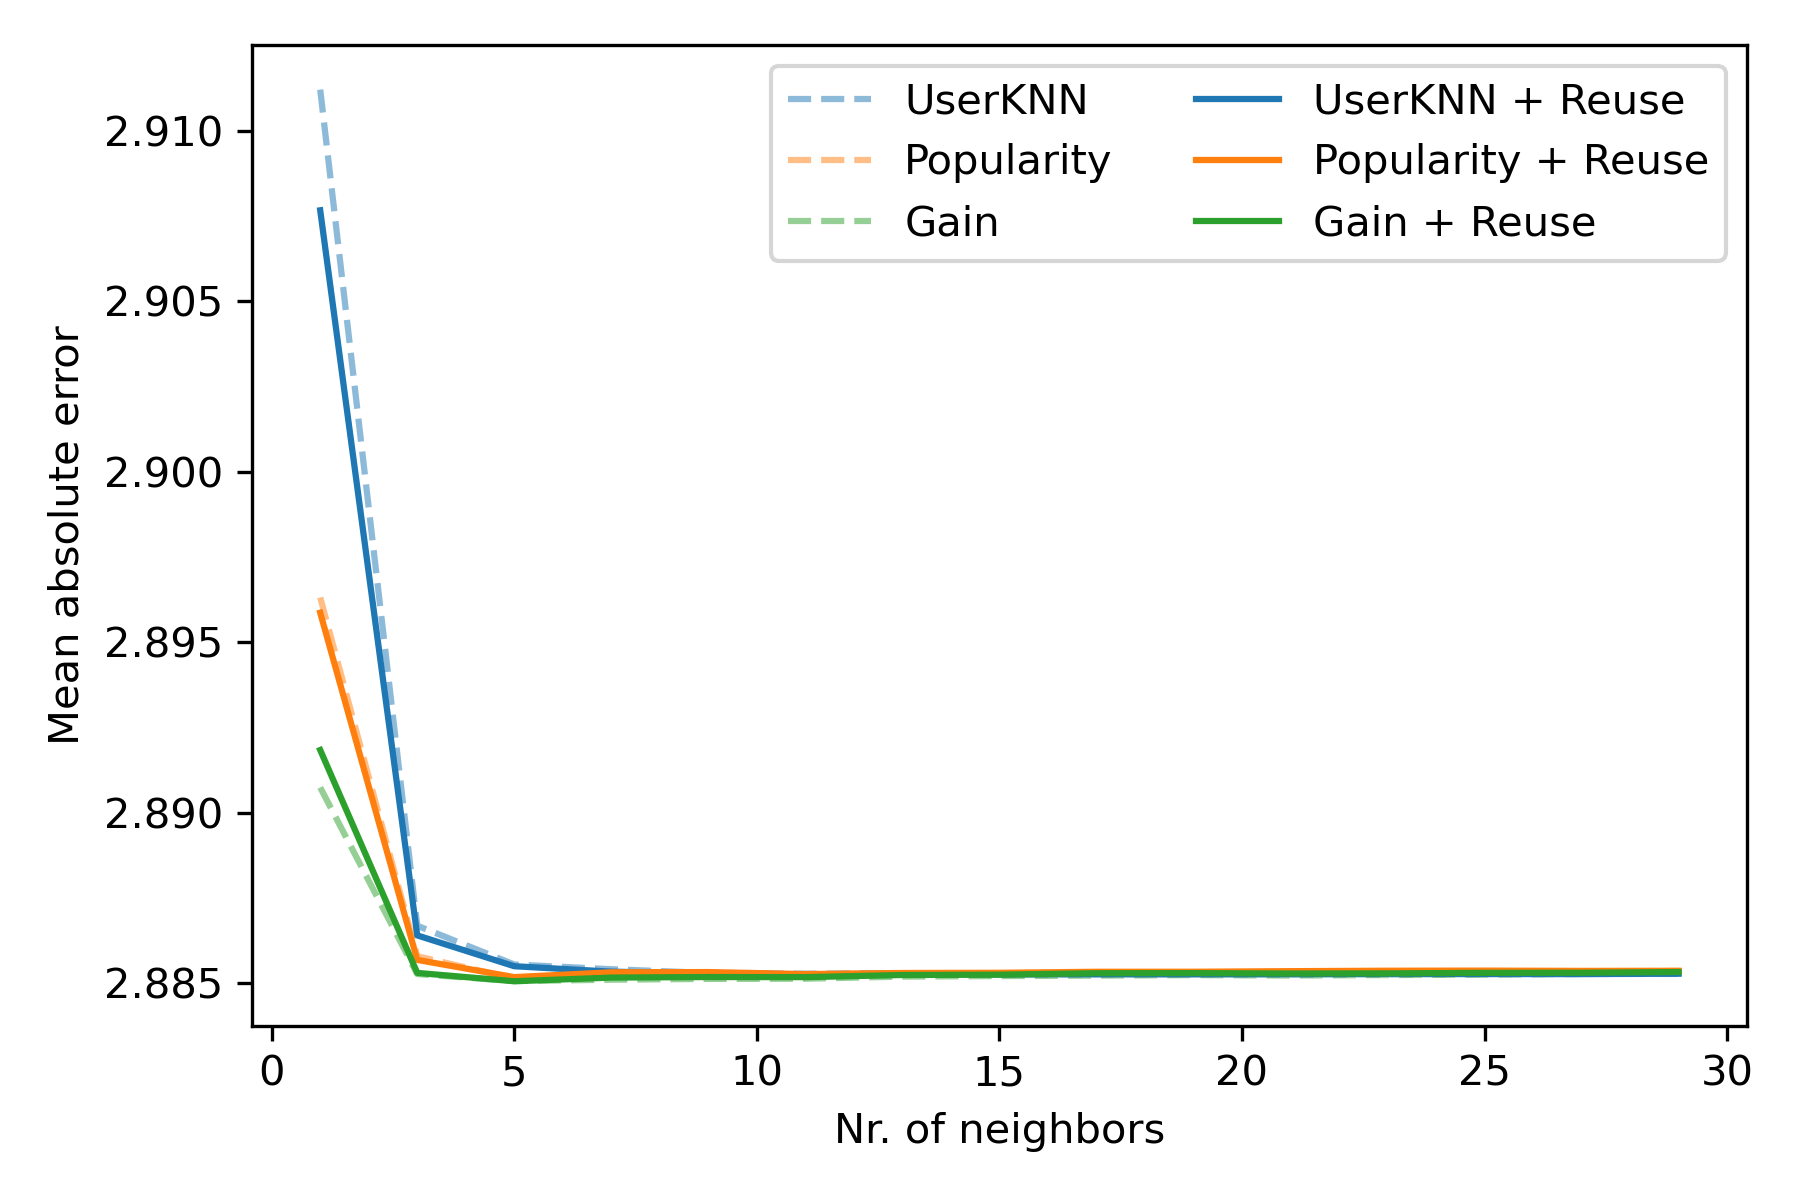 UserKNN
Popularity
Gain
UserKNN + Reuse
Popularity + Reuse
Gain + Reuse
2.910
2.905
2.900
2.895
2.890
2.885
Mean absolute error
0 5 10 15 20 25 30
Nr. of neighbors